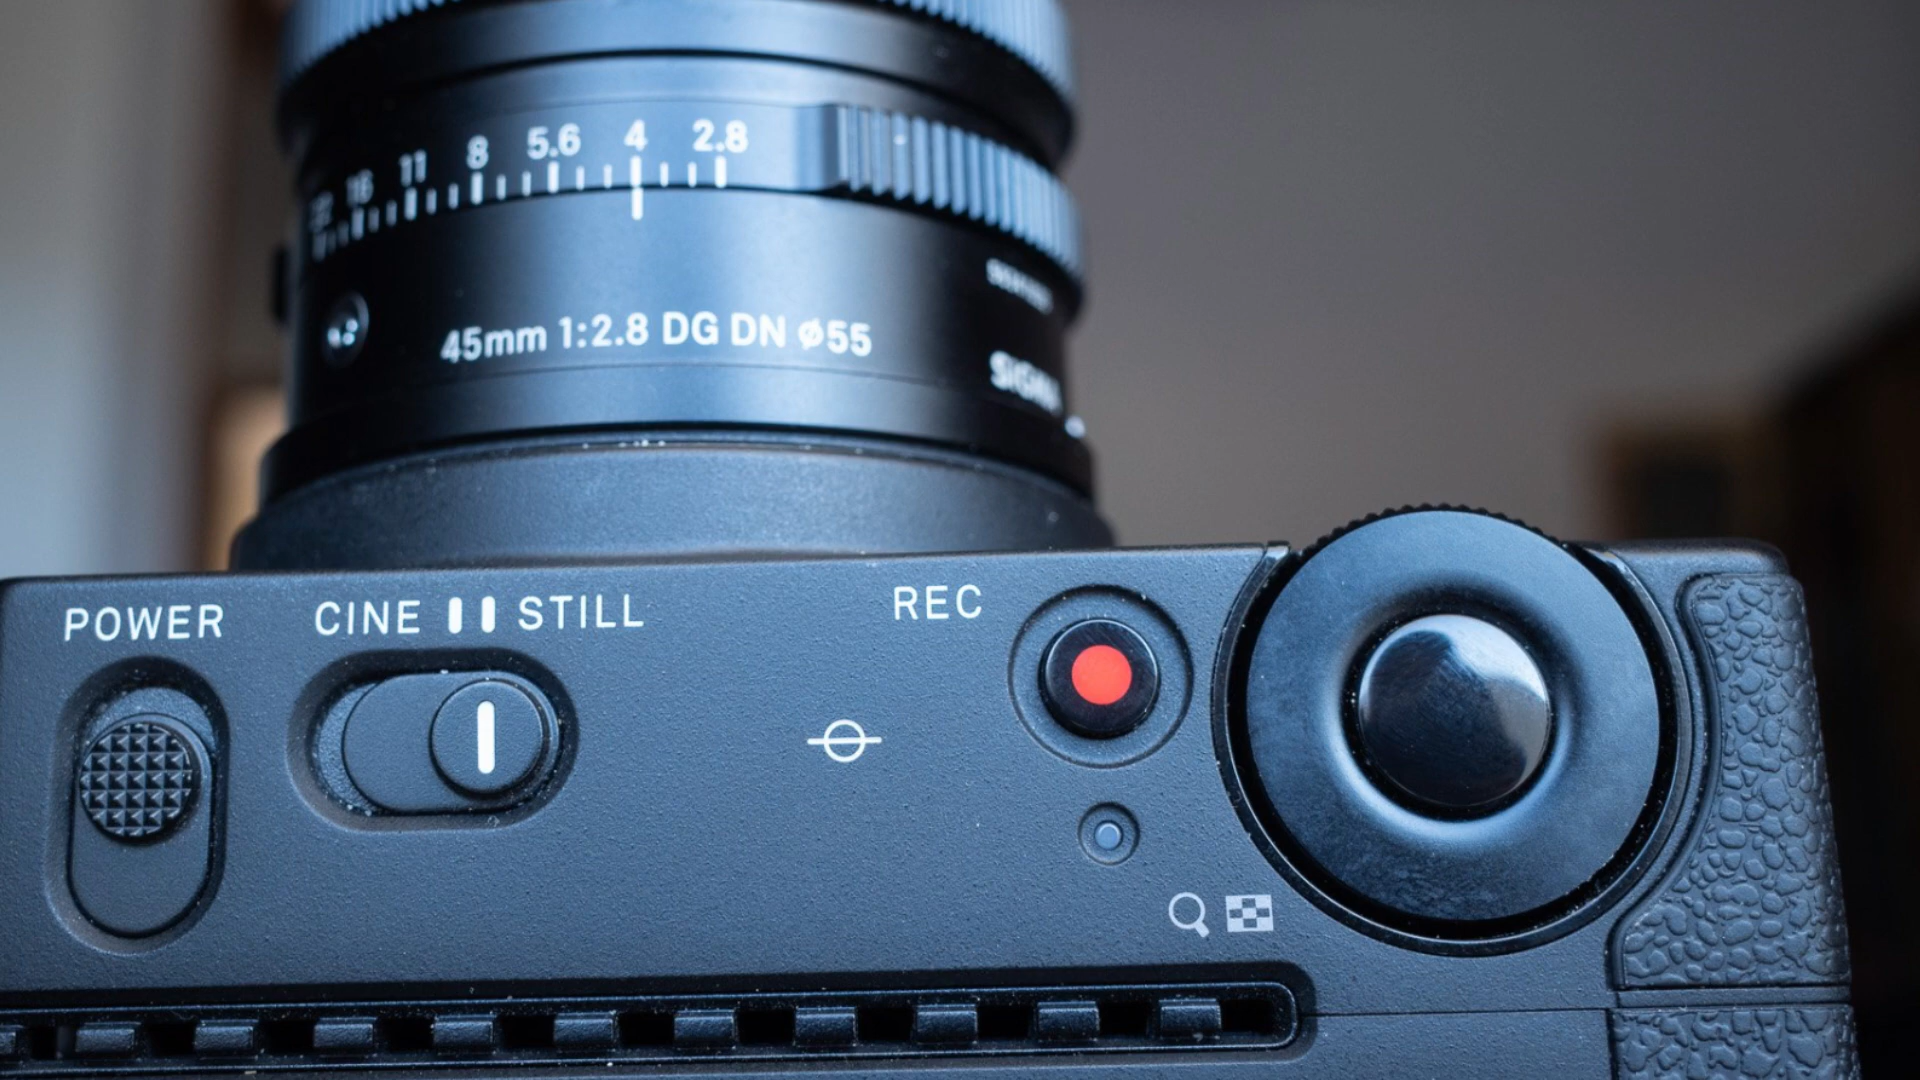 22 16 11 8 5.6 4 2.8
45mm 1:2.8 DG DN ø55
SIGMA
POWER
CINE STILL
REC